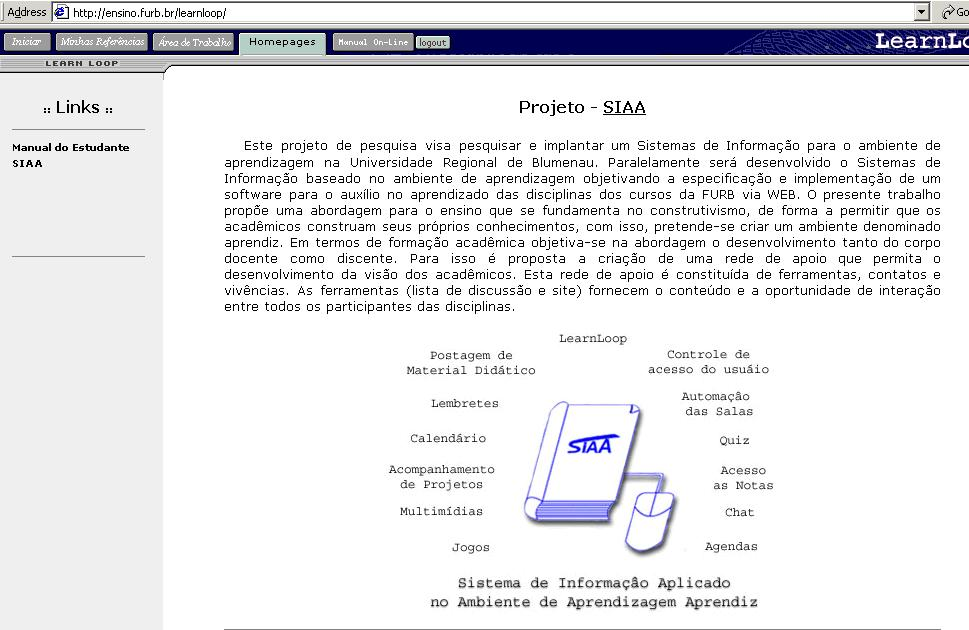 Address http://ensino.furb.br/learnloop/ Go
Iniciar Minhas Referências Área de Trabalho Homepages Manual On-Line logout LearnLo
LEARN LOOP
:: Links ::
Manual do Estudante
SIAA
Projeto - SIAA
Este projeto de pesquisa visa pesquisar e implantar um Sistemas de Informação para o ambiente de
aprendizagem na Universidade Regional de Blumenau. Paralelamente será desenvolvido o Sistemas de
Informação baseado no ambiente de aprendizagem objetivando a especificação e implementação de um
software para o auxílio no aprendizado das disciplinas dos cursos da FURB via WEB. O presente trabalho
propõe uma abordagem para o ensino que se fundamenta no construtivismo, de forma a permitir que os
acadêmicos construam seus próprios conhecimentos, com isso, pretende-se criar um ambiente denominado
aprendiz. Em termos de formação acadêmica objetiva-se na abordagem o desenvolvimento tanto do corpo
docente como discente. Para isso é proposta a criação de uma rede de apoio que permita o
desenvolvimento da visão dos acadêmicos. Esta rede de apoio é constituída de ferramentas, contatos e
vivências. As ferramentas (lista de discussão e site) fornecem o conteúdo e a oportunidade de interação
entre todos os participantes das disciplinas.
LearnLoop
Postagem de
Material Didático
Controle de
acesso do usuáio
Lembretes
Automação
das Salas
Calendário
SIAA
Quiz
Acompanhamento
de Projetos
Acesso
as Notas
Multimídias
Chat
Jogos
Agendas
Sistema de Informação Aplicado
no Ambiente de Aprendizagem Aprendiz